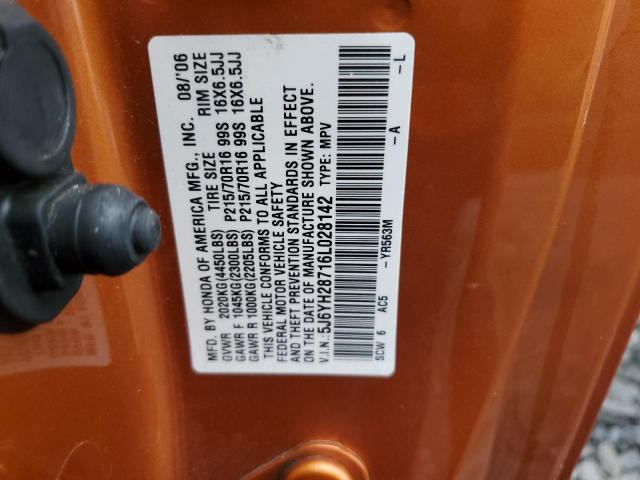 MFD. BY HONDA OF AMERICA MFG., INC. 08/'06
GVWR 2020KG(4450LBS) TIRE SIZE RIM SIZE
GAWR F 1045KG(2300LBS) P215/70R16 99S 16X6.5JJ
GAWR R 1000KG(2205LBS) P215/70R16 99S 16X6.5JJ
THIS VEHICLE CONFORMS TO ALL APPLICABLE
FEDERAL MOTOR VEHICLE SAFETY
AND THEFT PREVENTION STANDARDS IN EFFECT
ON THE DATE OF MANUFACTURE SHOWN ABOVE.
V.I.N.:5J6YH28716L028142 TYPE: MPV
SCW 6 AC5 -YR563M -A -L